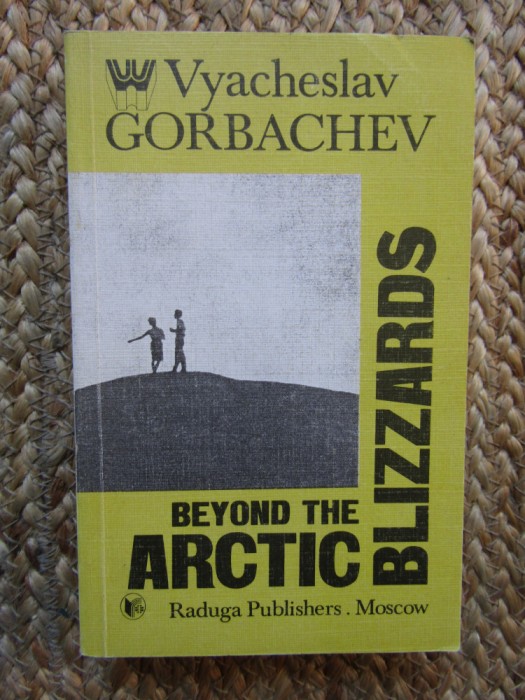 Vyacheslav
GORBACHEV
BEYOND THE
ARCTIC
BLIZZARDS
Raduga Publishers . Moscow